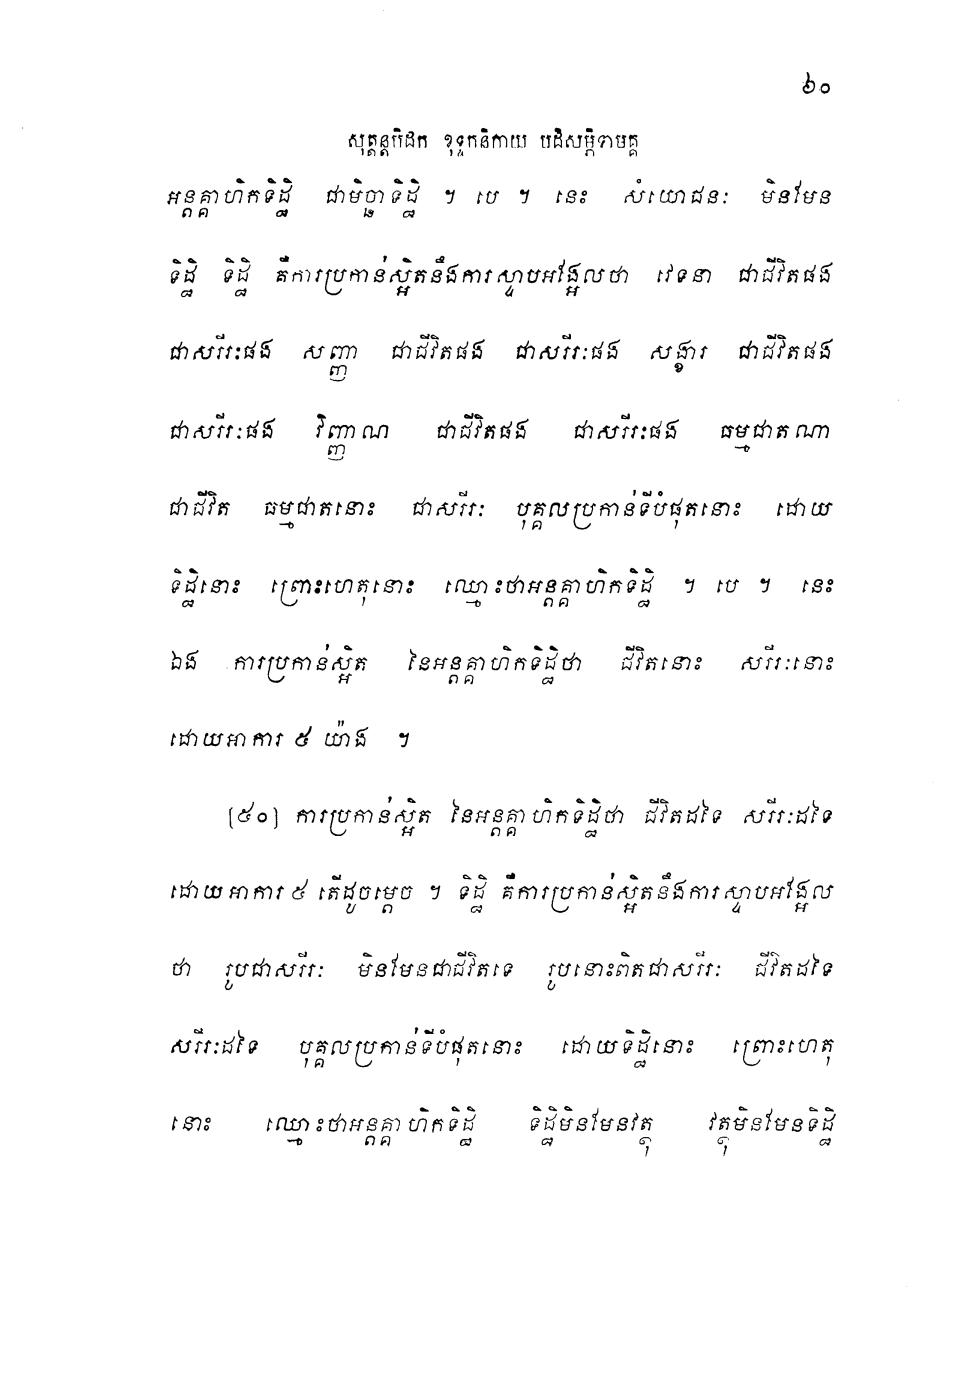 ៦០
សុត្តន្តបិដក ខុទ្ទកនិកាយ បដិសម្ភិទាមគ្គ
អន្តគ្គាហិកទិដ្ឋិ ជាមិច្ឆាទិដ្ឋិ ។ បេ ។ នេះ សំយោជនៈ មិនមែន
ទិដ្ឋិ ទិដ្ឋិ គឺការប្រកាន់ស្អិតនឹងការស្ទាបអង្អែលថា វេទនា ជាជីវិតផង
ជាសរីរៈផង សញ្ញា ជាជីវិតផង ជាសរីរៈផង សង្ខារ ជាជីវិតផង
ជាសរីរៈផង វិញ្ញាណ ជាជីវិតផង ជាសរីរៈផង ធម្មជាតណា
ជាជីវិត ធម្មជាតនោះ ជាសរីរៈ បុគ្គលប្រកាន់ទីបំផុតនោះ ដោយ
ទិដ្ឋិនោះ ព្រោះហេតុនោះ ឈ្មោះថាអន្តគ្គាហិកទិដ្ឋិ ។ បេ ។ នេះ
ឯង ការប្រកាន់ស្អិត នៃអន្តគ្គាហិកទិដ្ឋិថា ជីវិតនោះ សរីរៈនោះ
ដោយអាការ ៥ យ៉ាង ។
(៥០) ការប្រកាន់ស្អិត នៃអន្តគ្គាហិកទិដ្ឋិថា ជីវិតដទៃ សរីរៈដទៃ
ដោយអាការ ៥ តើដូចម្តេច ។ ទិដ្ឋិ គឺការប្រកាន់ស្អិតនឹងការស្ទាបអង្អែល
ថា រូបជាសរីរៈ មិនមែនជាជីវិតទេ រូបនោះពិតជាសរីរៈ ជីវិតដទៃ
សរីរៈដទៃ បុគ្គលប្រកាន់ទីបំផុតនោះ ដោយទិដ្ឋិនោះ ព្រោះហេតុ
នោះ ឈ្មោះថាអន្តគ្គាហិកទិដ្ឋិ ទិដ្ឋិមិនមែនវត្ថុ វត្ថុមិនមែនទិដ្ឋិ